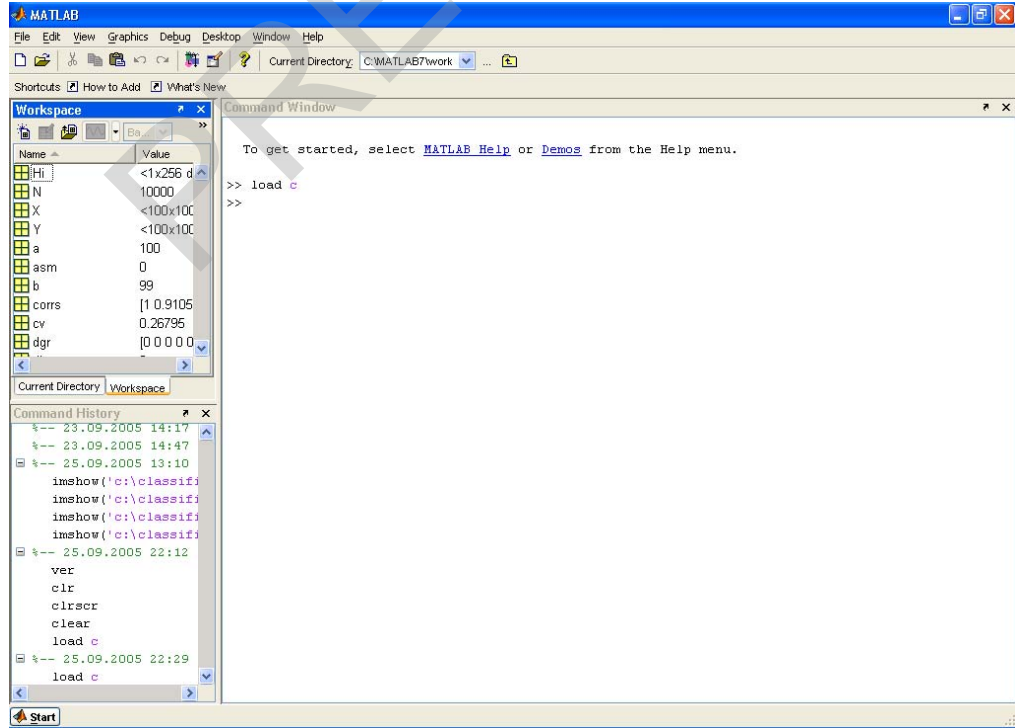 MATLAB
File Edit View Graphics Debug Desktop Window Help
Current Directory: C:\MATLAB7\work ...
Shortcuts How to Add What's New
Workspace
Ba
Name Value
Hi <1x256 d
N 10000
X <100x100
Y <100x100
a 100
asm 0
b 99
corrs [1 0.9105
cv 0.26795
dgr [0 0 0 0 0
Current Directory Workspace
Command History
%-- 23.09.2005 14:17
%-- 23.09.2005 14:47
%-- 25.09.2005 13:10
imshow('c:\classifi
imshow('c:\classifi
imshow('c:\classifi
imshow('c:\classifi
%-- 25.09.2005 22:12
ver
clr
clrscr
clear
load c
%-- 25.09.2005 22:29
load c
Command Window
To get started, select MATLAB Help or Demos from the Help menu.
>> load c
>>
Start
PRE